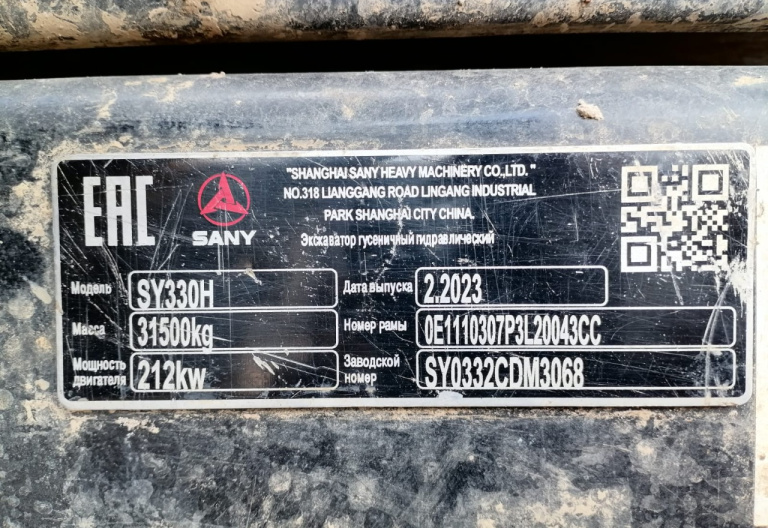 EAC
SANY
"SHANGHAI SANY HEAVY MACHINERY CO.,LTD. "
NO.318 LIANGGANG ROAD LINGANG INDUSTRIAL
PARK SHANGHAI CITY CHINA.
Экскаватор гусеничный гидравлический
Модель SY330H Дата выпуска 2.2023
Масса 31500kg Номер рамы 0E1110307P3L20043CC
Мощность двигателя 212kw Заводской номер SY0332CDM3068